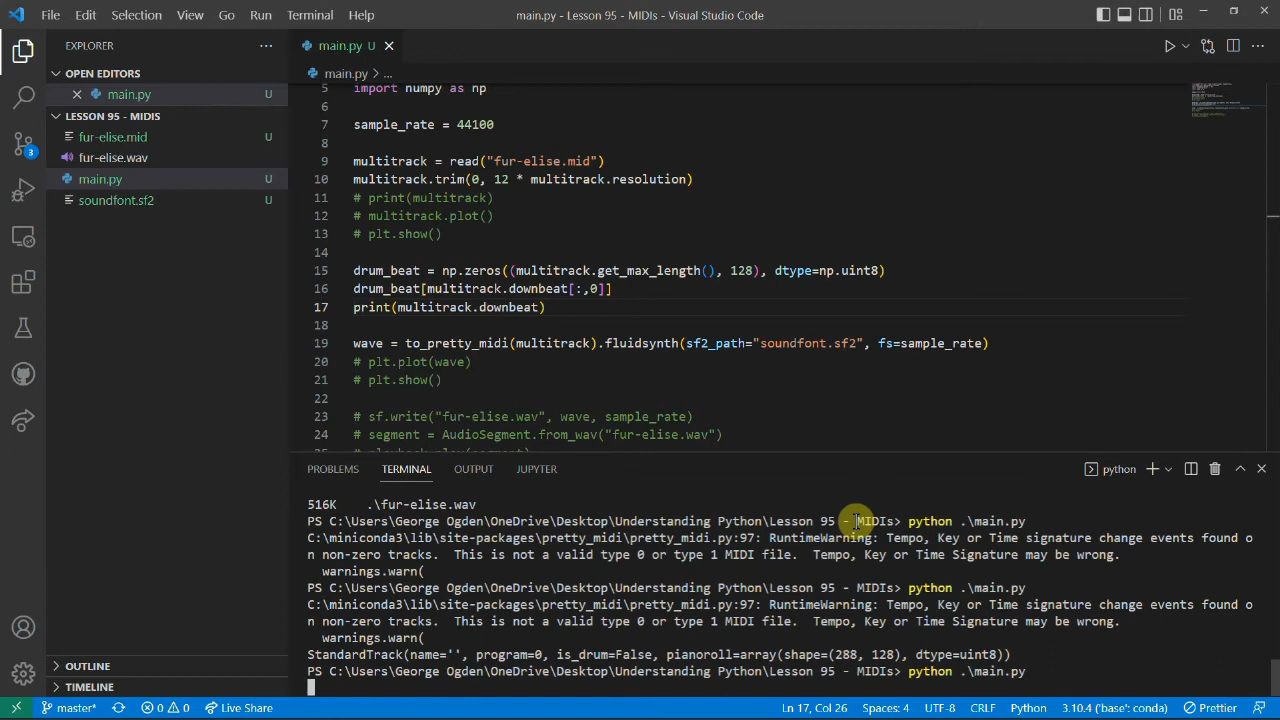 File Edit Selection View Go Run Terminal Help main.py - Lesson 95 - MIDIs - Visual Studio Code
EXPLORER
main.py U
OPEN EDITORS
main.py > ...
main.py U
LESSON 95 - MIDIS
fur-elise.mid U
fur-elise.wav
main.py U
soundfont.sf2 U
3
5 import numpy as np
6
7 sample_rate = 44100
8
9 multitrack = read("fur-elise.mid")
10 multitrack.trim(0, 12 * multitrack.resolution)
11 # print(multitrack)
12 # multitrack.plot()
13 # plt.show()
14
15 drum_beat = np.zeros((multitrack.get_max_length(), 128), dtype=np.uint8)
16 drum_beat[multitrack.downbeat[:,0]]
17 print(multitrack.downbeat)
18
19 wave = to_pretty_midi(multitrack).fluidsynth(sf2_path="soundfont.sf2", fs=sample_rate)
20 # plt.plot(wave)
21 # plt.show()
22
23 # sf.write("fur-elise.wav", wave, sample_rate)
24 # segment = AudioSegment.from_wav("fur-elise.wav")
PROBLEMS TERMINAL OUTPUT JUPYTER python
516K .\fur-elise.wav
PS C:\Users\George Ogden\OneDrive\Desktop\Understanding Python\Lesson 95 - MIDIs> python .\main.py
C:\miniconda3\lib\site-packages\pretty_midi\pretty_midi.py:97: RuntimeWarning: Tempo, Key or Time signature change events found o
n non-zero tracks. This is not a valid type 0 or type 1 MIDI file. Tempo, Key or Time Signature may be wrong.
warnings.warn(
PS C:\Users\George Ogden\OneDrive\Desktop\Understanding Python\Lesson 95 - MIDIs> python .\main.py
C:\miniconda3\lib\site-packages\pretty_midi\pretty_midi.py:97: RuntimeWarning: Tempo, Key or Time signature change events found o
n non-zero tracks. This is not a valid type 0 or type 1 MIDI file. Tempo, Key or Time Signature may be wrong.
warnings.warn(
StandardTrack(name='', program=0, is_drum=False, pianoroll=array(shape=(288, 128), dtype=uint8))
PS C:\Users\George Ogden\OneDrive\Desktop\Understanding Python\Lesson 95 - MIDIs> python .\main.py
OUTLINE
TIMELINE
master* 0 0 Live Share Ln 17, Col 26 Spaces: 4 UTF-8 CRLF Python 3.10.4 ('base': conda) Prettier